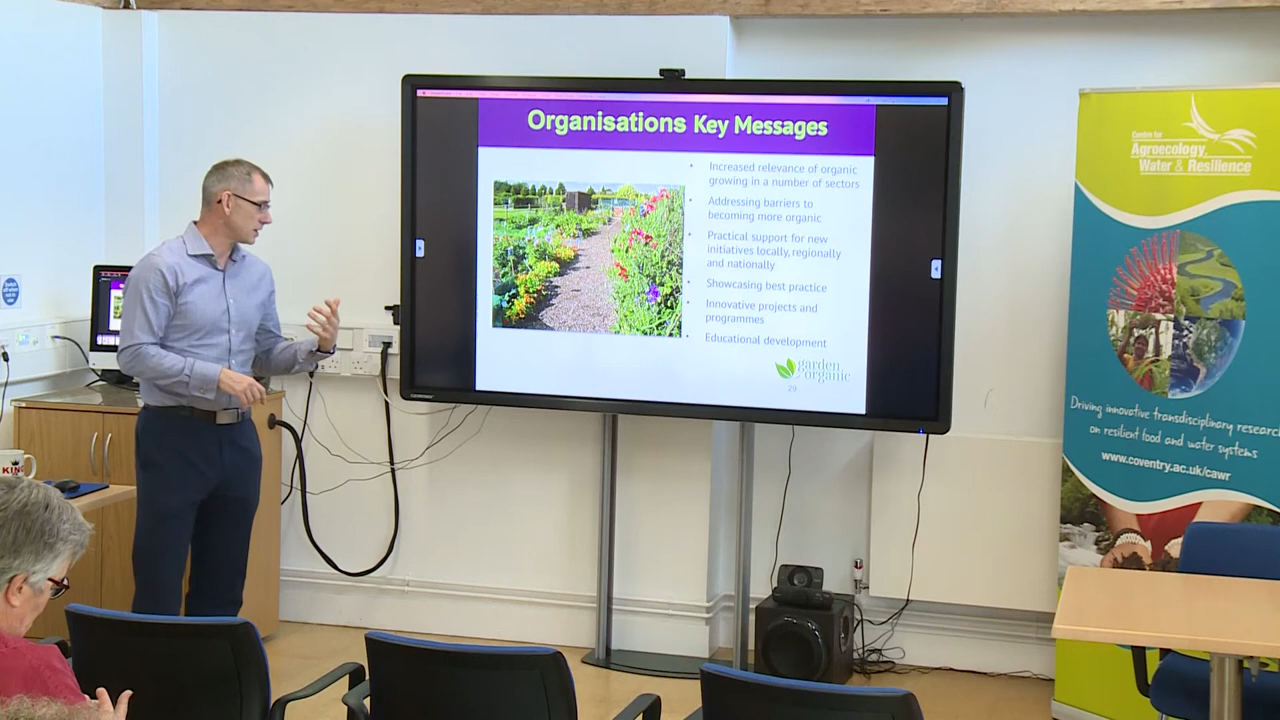 Organisations Key Messages
• Increased relevance of organic
growing in a number of sectors
• Addressing barriers to
becoming more organic
• Practical support for new
initiatives locally, regionally
and nationally
• Showcasing best practice
• Innovative projects and
programmes
• Educational development
garden
organic
29
Centre for
Agroecology,
Water & Resilience
Driving innovative transdisciplinary research
on resilient food and water systems
www.coventry.ac.uk/cawr
KING